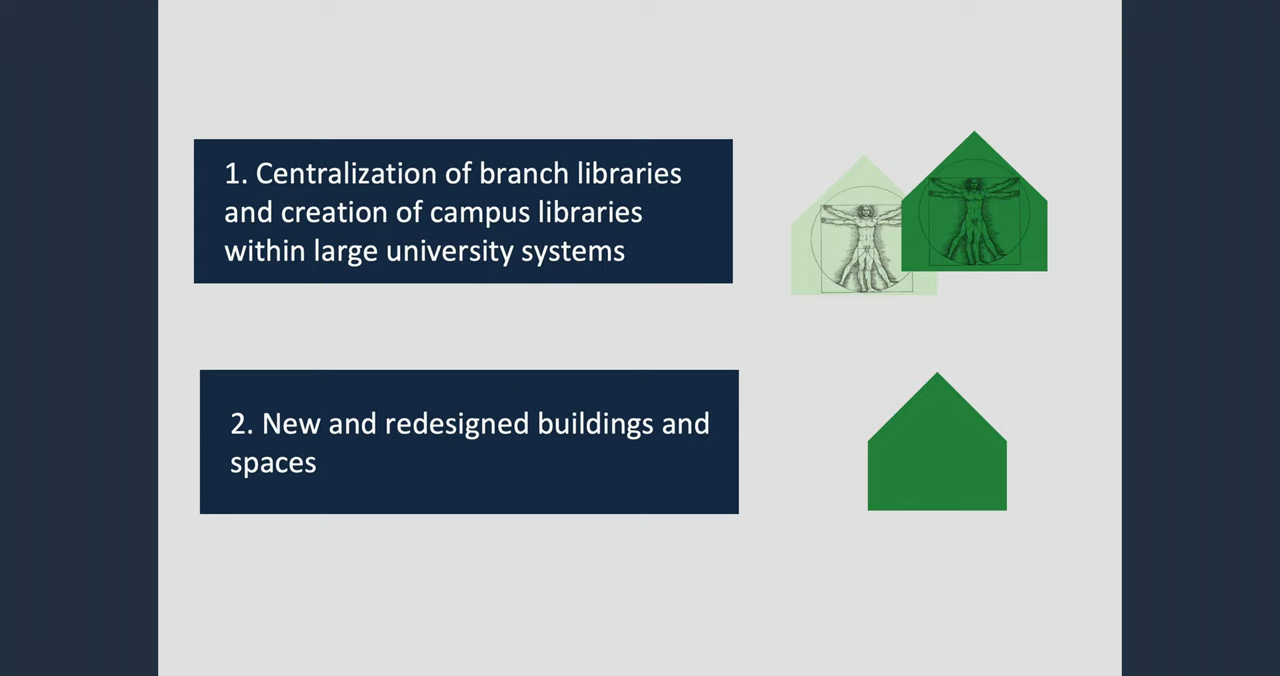 1. Centralization of branch libraries
and creation of campus libraries
within large university systems
2. New and redesigned buildings and
spaces